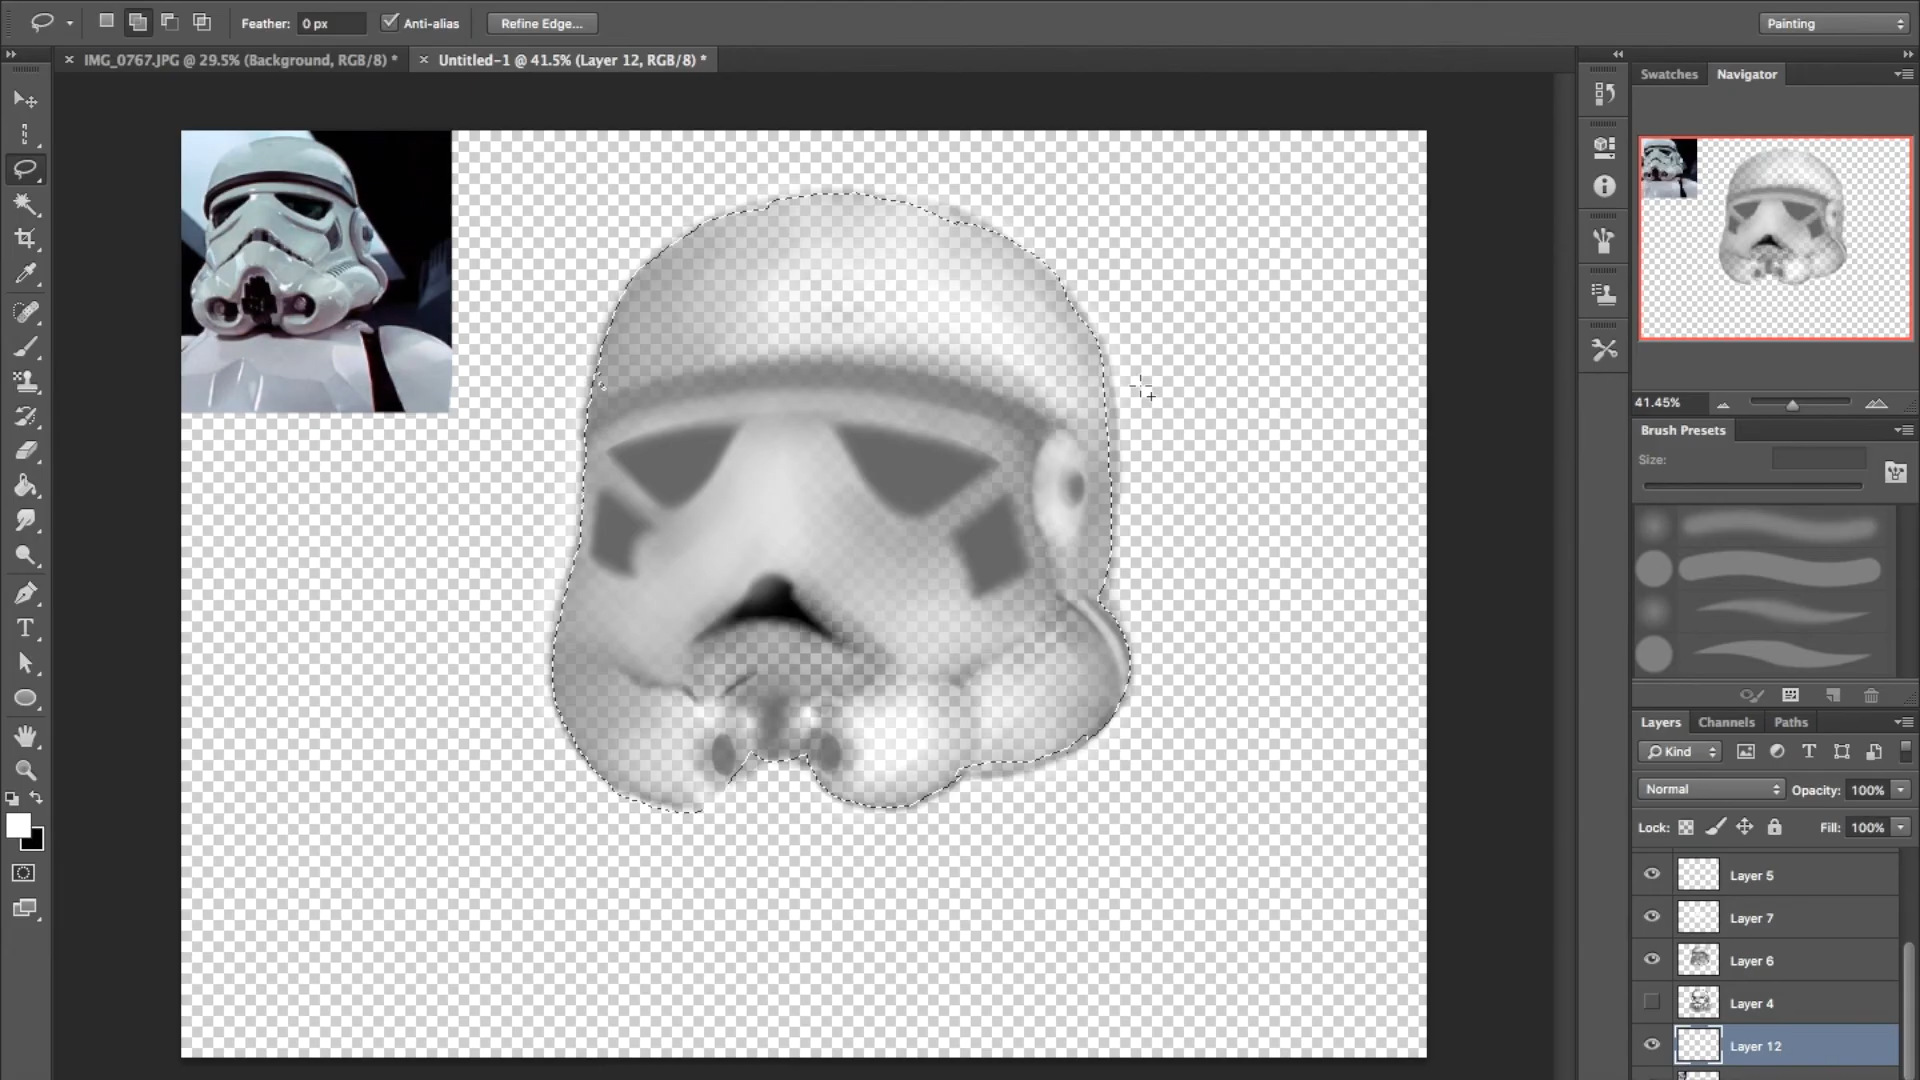 Feather: 0 px Anti-alias Refine Edge... Painting
× IMG_0767.JPG @ 29.5% (Background, RGB/8) * × Untitled-1 @ 41.5% (Layer 12, RGB/8) *
Swatches Navigator
41.45%
Brush Presets
Size:
Layers Channels Paths
Kind
Normal Opacity: 100%
Lock: Fill: 100%
Layer 5
Layer 7
Layer 6
Layer 4
Layer 12